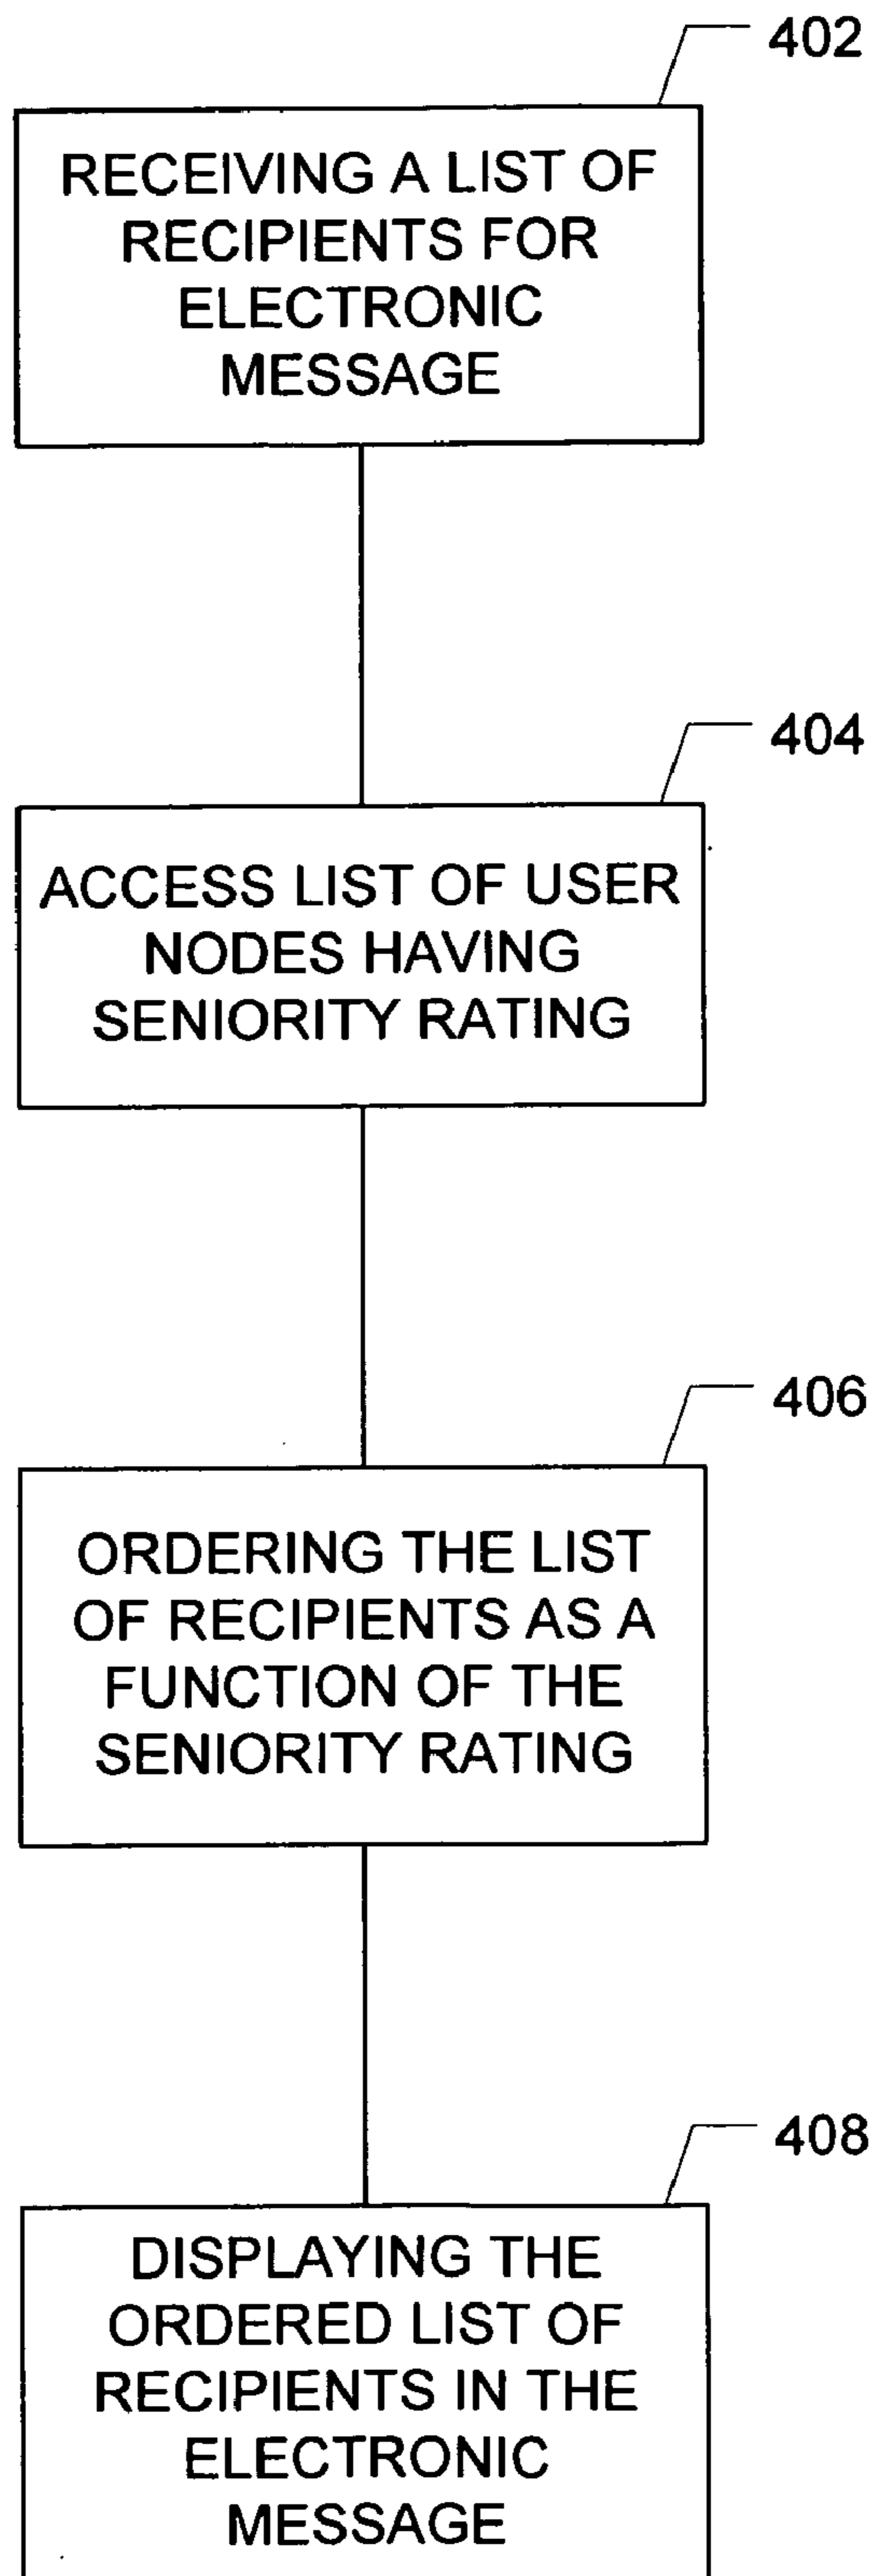 402
RECEIVING A LIST OF
RECIPIENTS FOR
ELECTRONIC
MESSAGE
404
ACCESS LIST OF USER
NODES HAVING
SENIORITY RATING
406
ORDERING THE LIST
OF RECIPIENTS AS A
FUNCTION OF THE
SENIORITY RATING
408
DISPLAYING THE
ORDERED LIST OF
RECIPIENTS IN THE
ELECTRONIC
MESSAGE